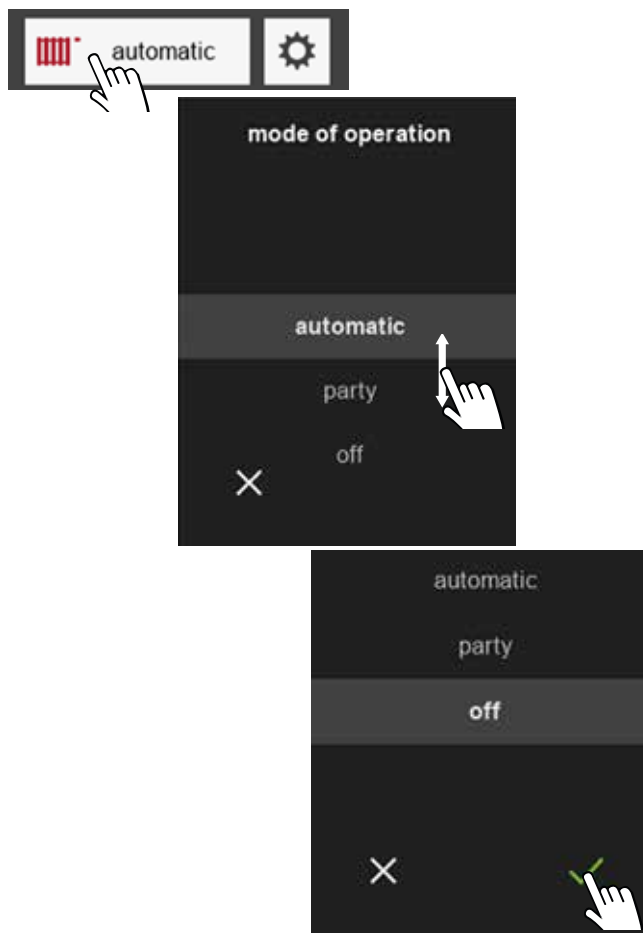 automatic
mode of operation
automatic
party
off
automatic
party
off